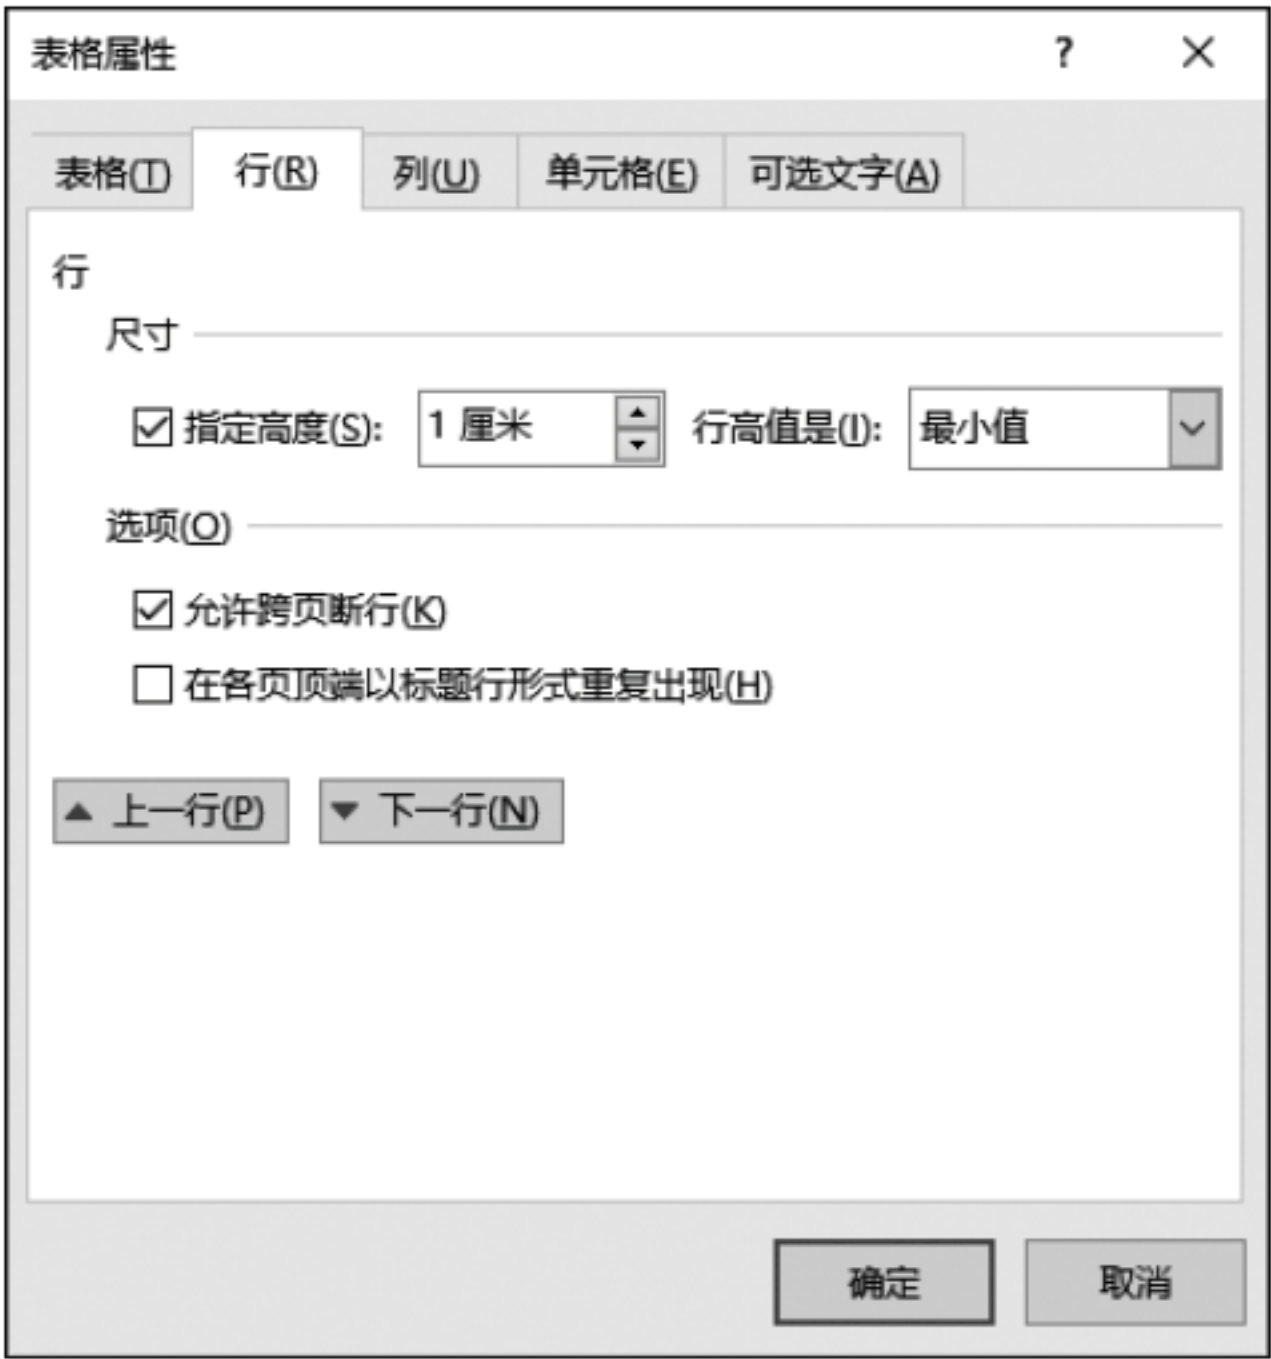 表格属性 ? ×
表格(T) 行(R) 列(U) 单元格(E) 可选文字(A)
行
尺寸
指定高度(S): 1 厘米 行高值是(I): 最小值
选项(O)
允许跨页断行(K)
在各页顶端以标题行形式重复出现(H)
上一行(P) 下一行(N)
确定 取消